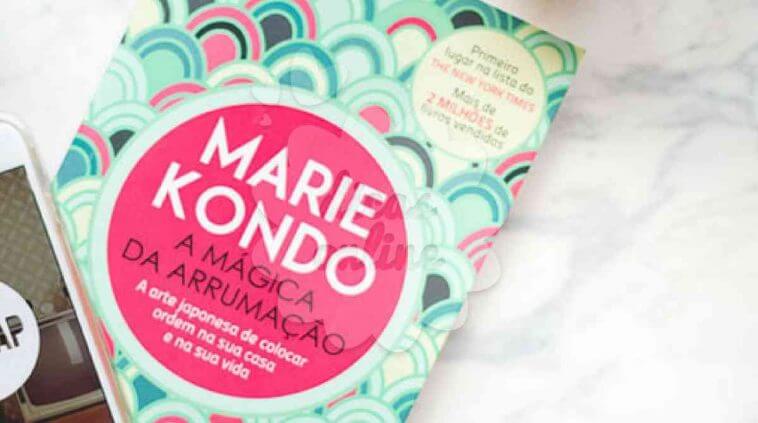 Primeiro
lugar na lista do
THE NEW YORK TIMES
Mais de
2 MILHÕES de
livros vendidos
MARIE
KONDO
A MÁGICA
DA ARRUMAÇÃO
A arte japonesa de colocar
ordem na sua casa
e na sua vida
online